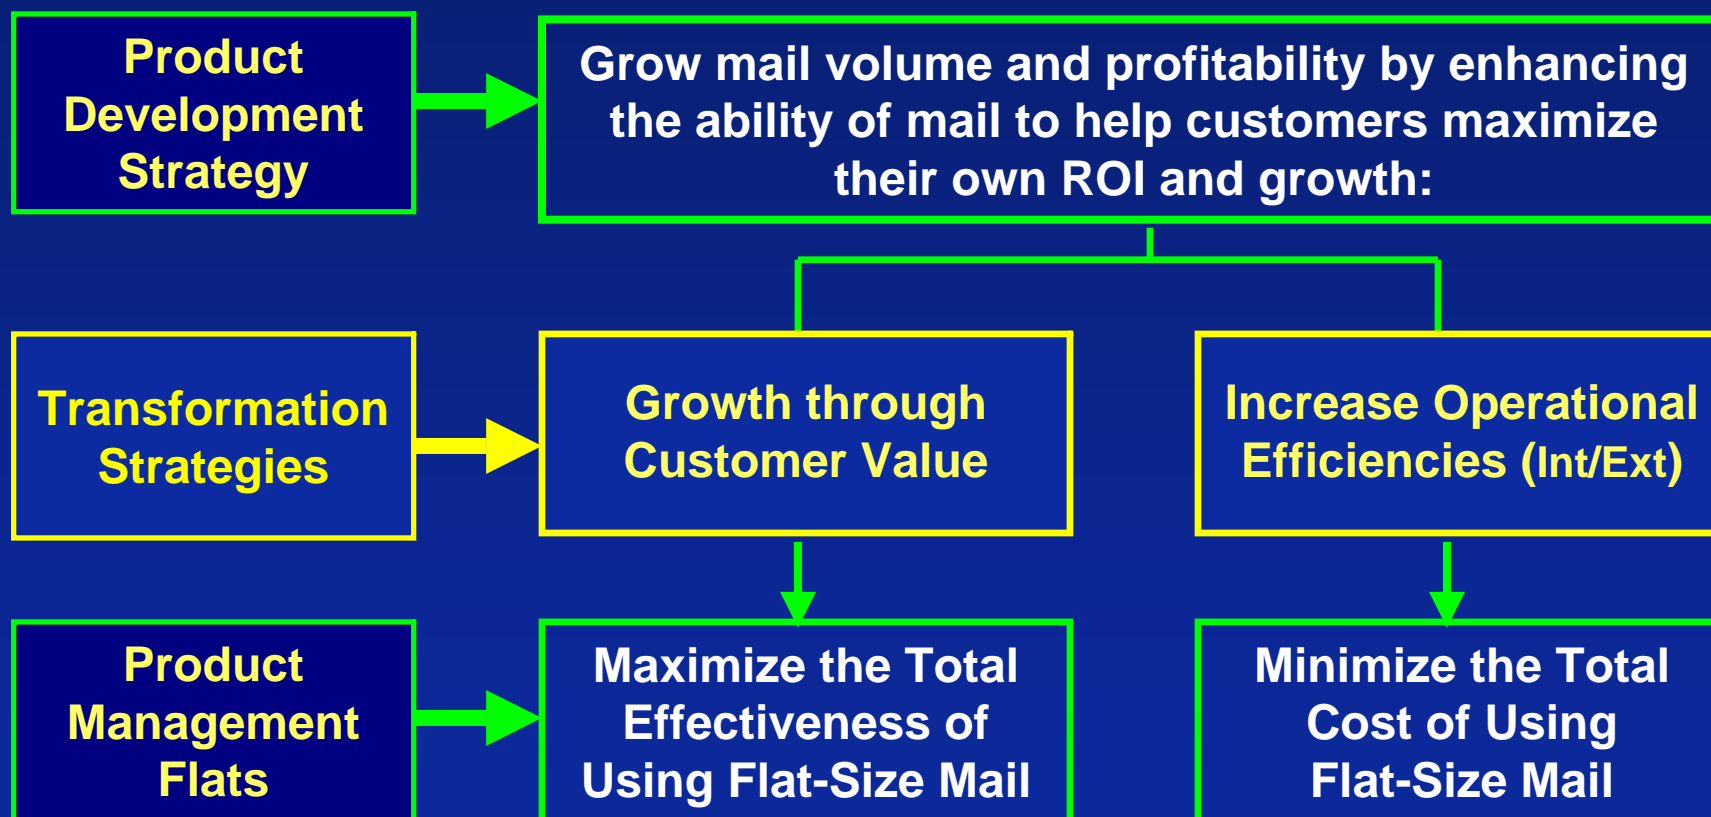 Product
Development
Strategy
Grow mail volume and profitability by enhancing
the ability of mail to help customers maximize
their own ROI and growth:
Transformation
Strategies
Growth through
Customer Value
Increase Operational
Efficiencies (Int/Ext)
Product
Management
Flats
Maximize the Total
Effectiveness of
Using Flat-Size Mail
Minimize the Total
Cost of Using
Flat-Size Mail